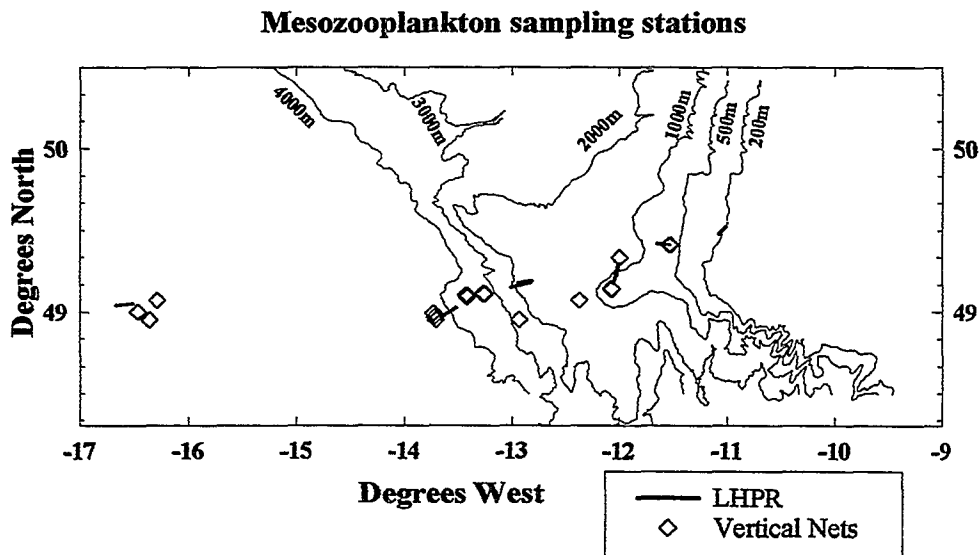 Mesozooplankton sampling stations
4000m
3000m
2000m
1000m
500m
200m
50
50
49
49
Degrees North
-17
-16
-15
-14
-13
-12
-11
-10
-9
Degrees West
LHPR
Vertical Nets